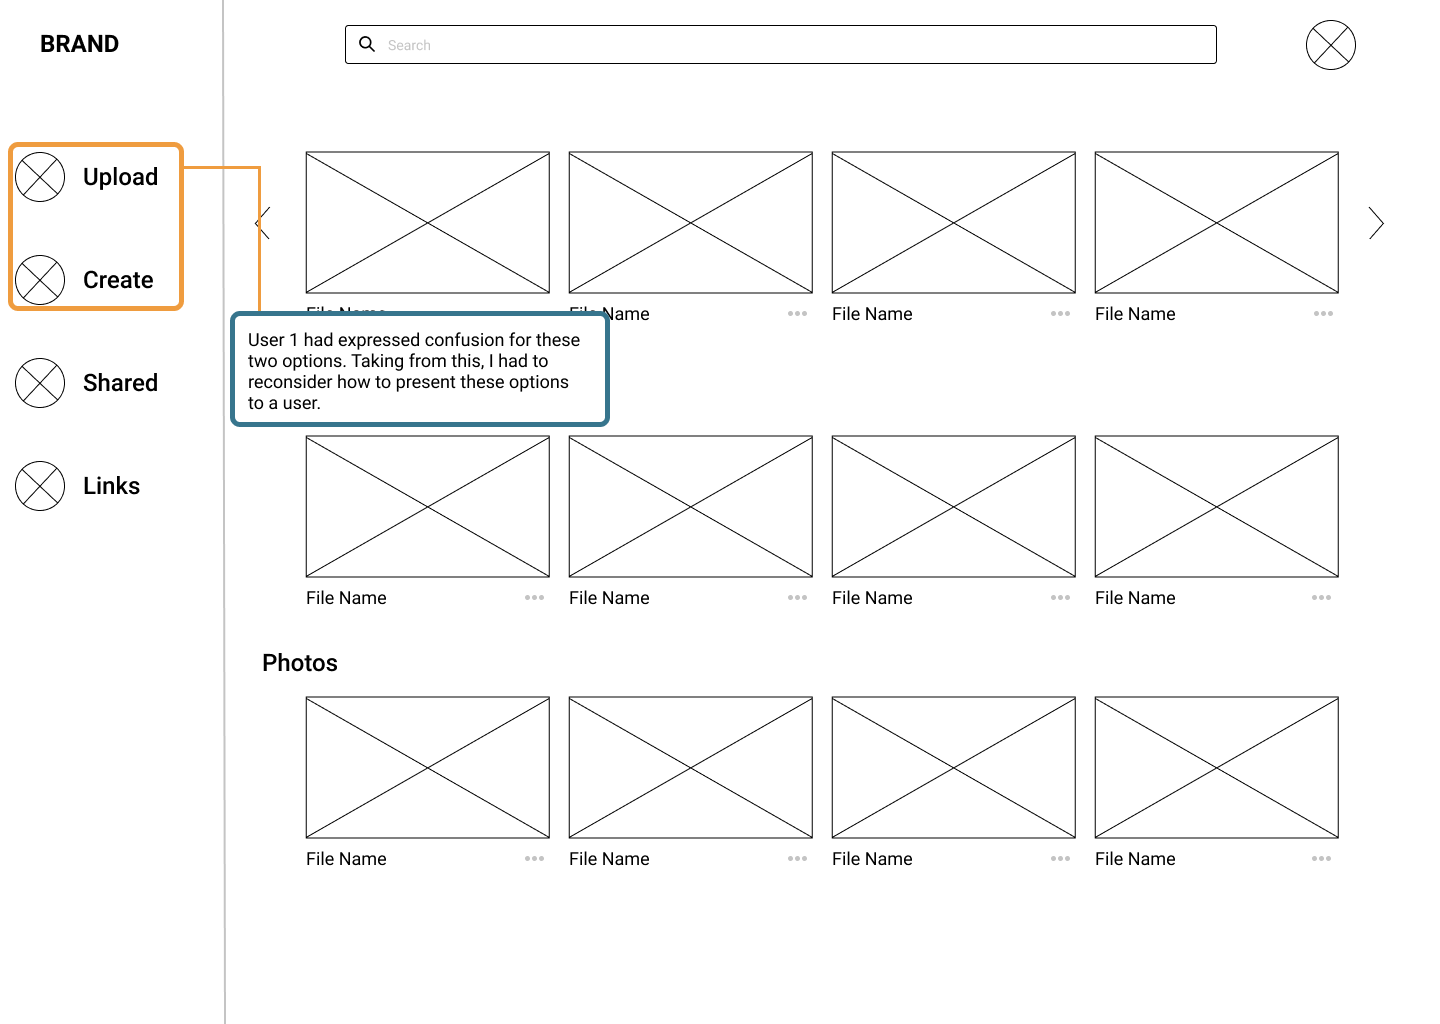 BRAND
Search
Upload
Create
Shared
Links
File Name
File Name
File Name
File Name
User 1 had expressed confusion for these
two options. Taking from this, I had to
reconsider how to present these options
to a user.
File Name
File Name
File Name
File Name
Photos
File Name
File Name
File Name
File Name